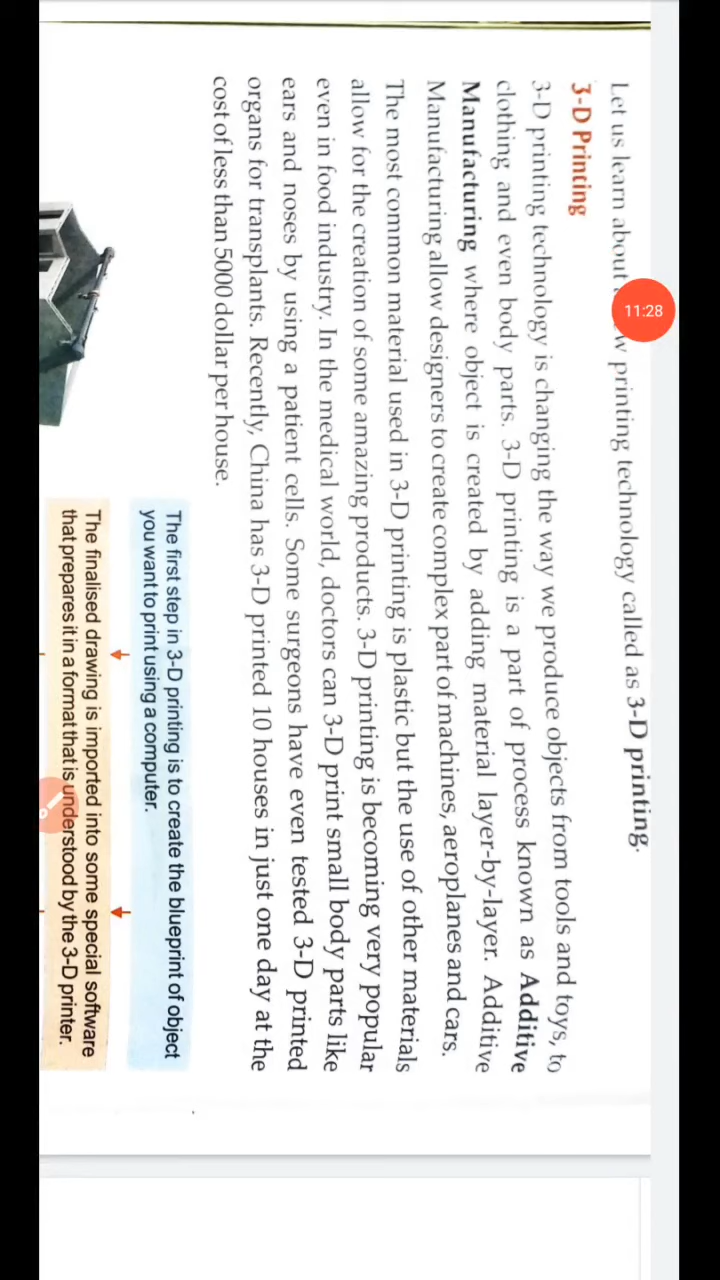 Let us learn about printing technology called as 3-D printing.
3-D Printing
3-D printing technology is changing the way we produce objects from tools and toys, to
clothing and even body parts. 3-D printing is a part of process known as Additive
Manufacturing where object is created by adding material layer-by-layer. Additive
Manufacturing allow designers to create complex part of machines, aeroplanes and cars.
The most common material used in 3-D printing is plastic but the use of other materials
allow for the creation of some amazing products. 3-D printing is becoming very popular
even in food industry. In the medical world, doctors can 3-D print small body parts like
ears and noses by using a patient cells. Some surgeons have even tested 3-D printed
organs for transplants. Recently, China has 3-D printed 10 houses in just one day at the
cost of less than 5000 dollar per house.
The first step in 3-D printing is to create the blueprint of object
you want to print using a computer.
The finalised drawing is imported into some special software
that prepares it in a format that is understood by the 3-D printer.
11:28